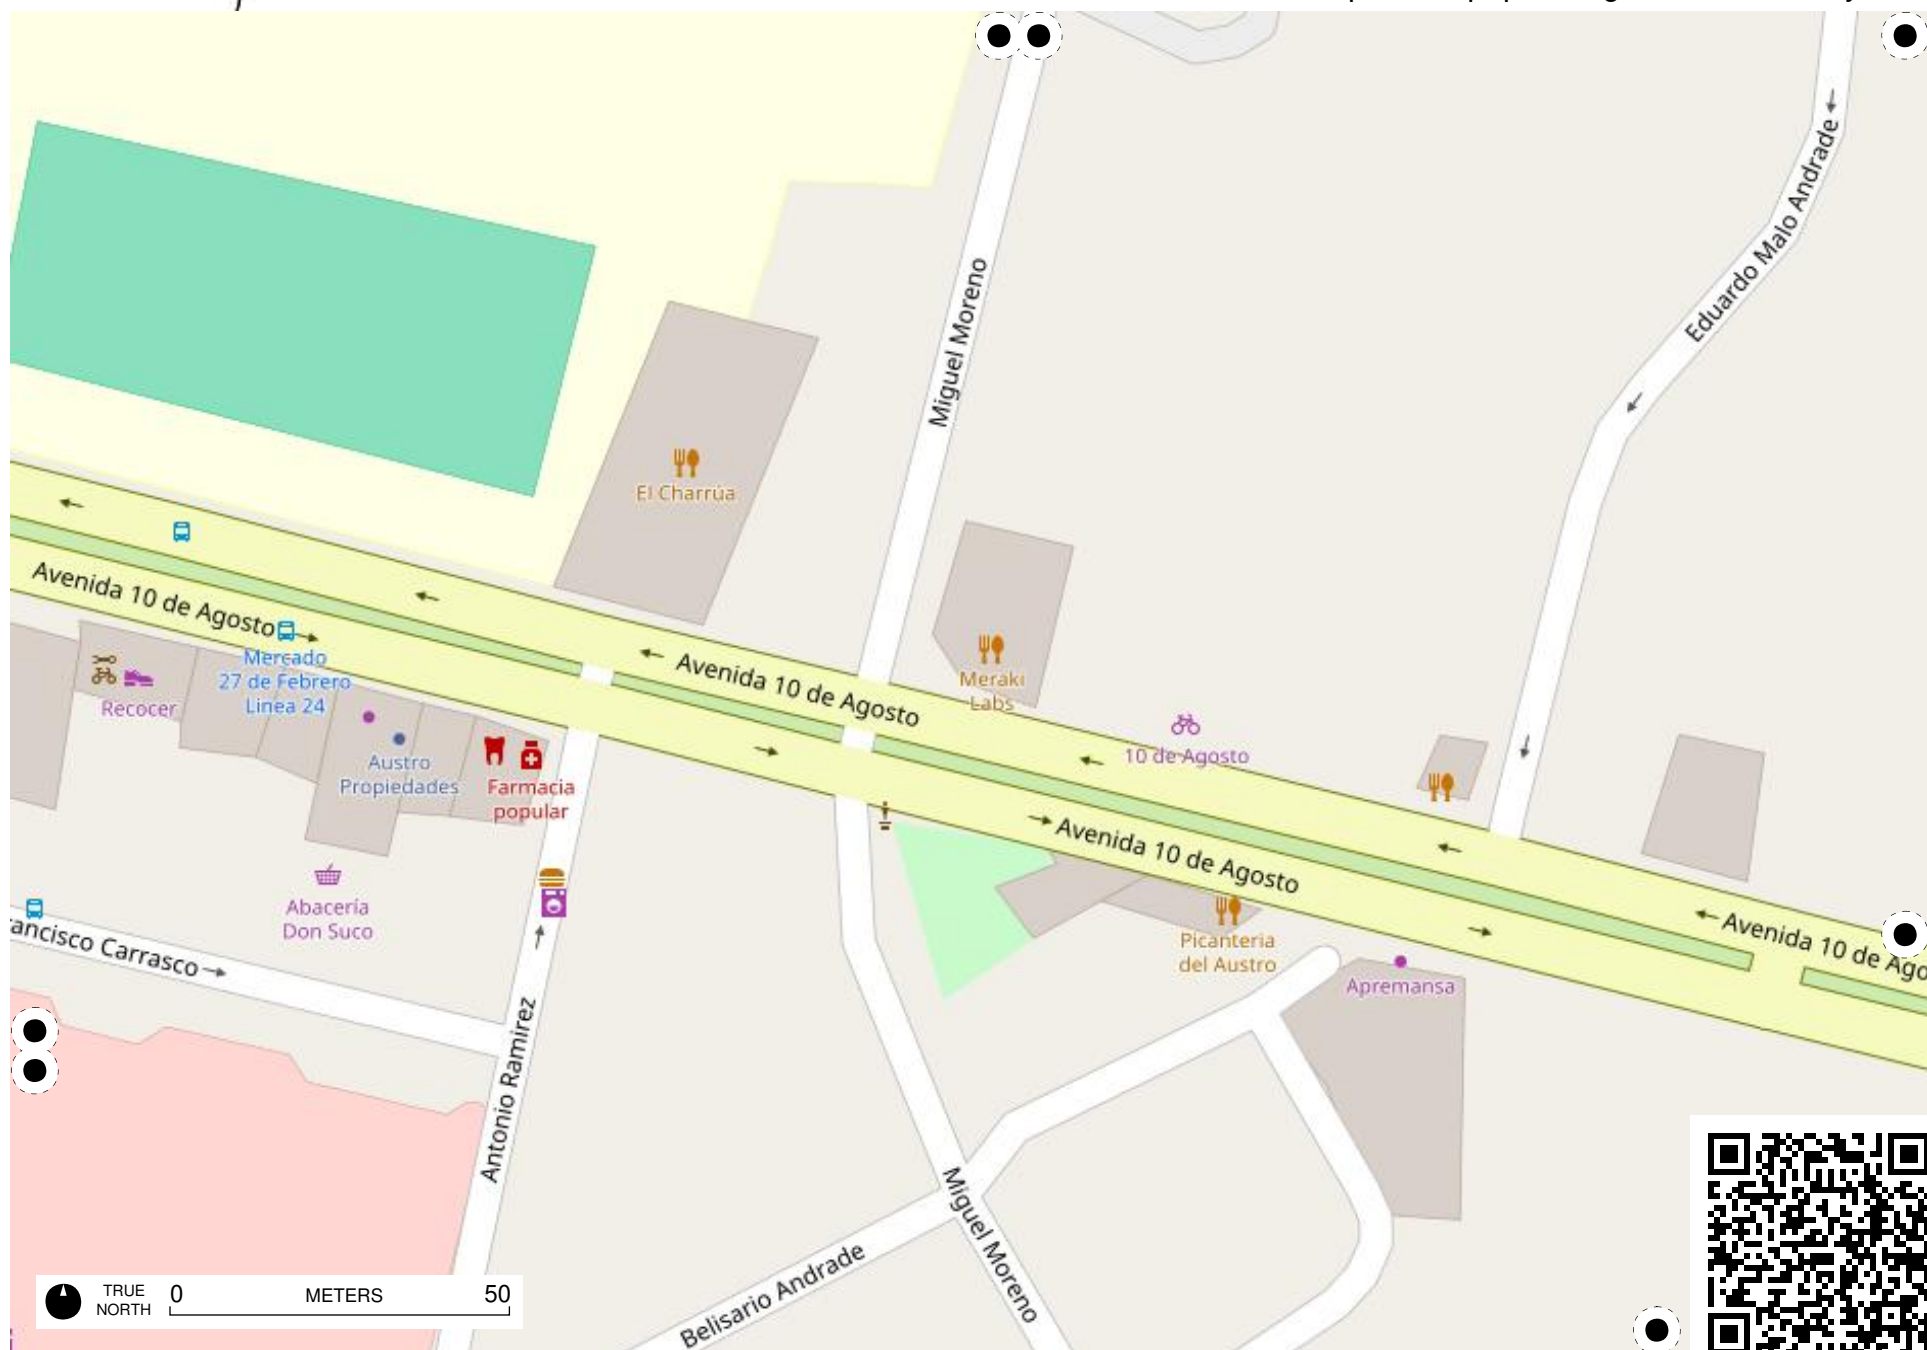 Eduardo Malo Andrade
Miguel Moreno
El Charrúa
Avenida 10 de Agosto
Mercado
27 de Febrero
Linea 24
Recocer
Avenida 10 de Agosto
Meraki
Labs
10 de Agosto
Austro
Propiedades
Farmacia
popular
Avenida 10 de Agosto
Abacería
Don Suco
Picanteria
del Austro
Avenida 10 de Ago
Apremansa
ancisco Carrasco
Antonio Ramirez
Miguel Moreno
Belisario Andrade
TRUE
NORTH
0 METERS 50